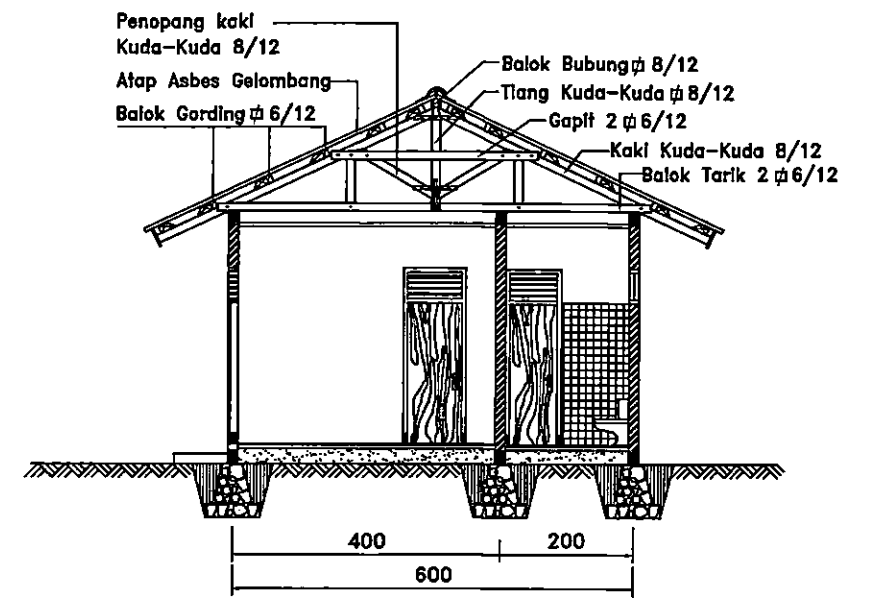 Penopang kaki
Kuda-Kuda 8/12
Atap Asbes Gelombang
Balok Gording ⌷ 6/12
Balok Bubung ⌷ 8/12
Tiang Kuda-Kuda ⌷ 8/12
Gapit 2 ⌷ 6/12
Kaki Kuda-Kuda 8/12
Balok Tarik 2 ⌷ 6/12
400
200
600